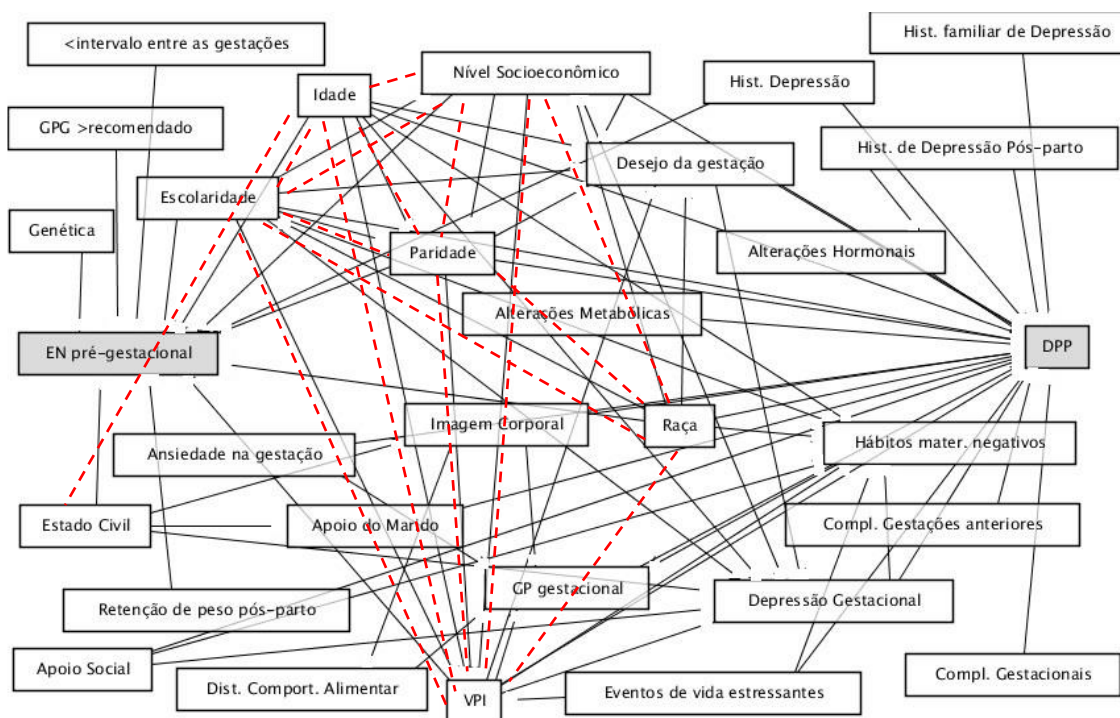 Hist. familiar de Depressão
<intervalo entre as gestações
Nível Socioeconômico
Hist. Depressão
Idade
GPG >recomendado
Hist. de Depressão Pós-parto
Desejo da gestação
Escolaridade
Genética
Paridade
Alterações Hormonais
Alterações Metabólicas
EN pré-gestacional
DPP
Imagem Corporal
Raça
Hábitos mater. negativos
Ansiedade na gestação
Estado Civil
Apoio do Marido
Compl. Gestações anteriores
GP gestacional
Depressão Gestacional
Retenção de peso pós-parto
Apoio Social
Compl. Gestacionais
Dist. Comport. Alimentar
VPI
Eventos de vida estressantes